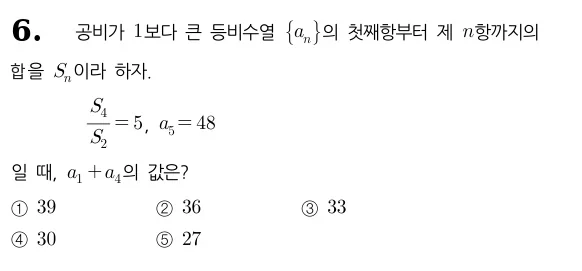 6. 공비가 1보다 큰 등비수열 {aₙ}의 첫째항부터 제 n항까지의
합을 Sₙ이라 하자.
S₄/S₂ = 5, a₅ = 48
일 때, a₁ + a₄의 값은?
① 39 ② 36 ③ 33
④ 30 ⑤ 27